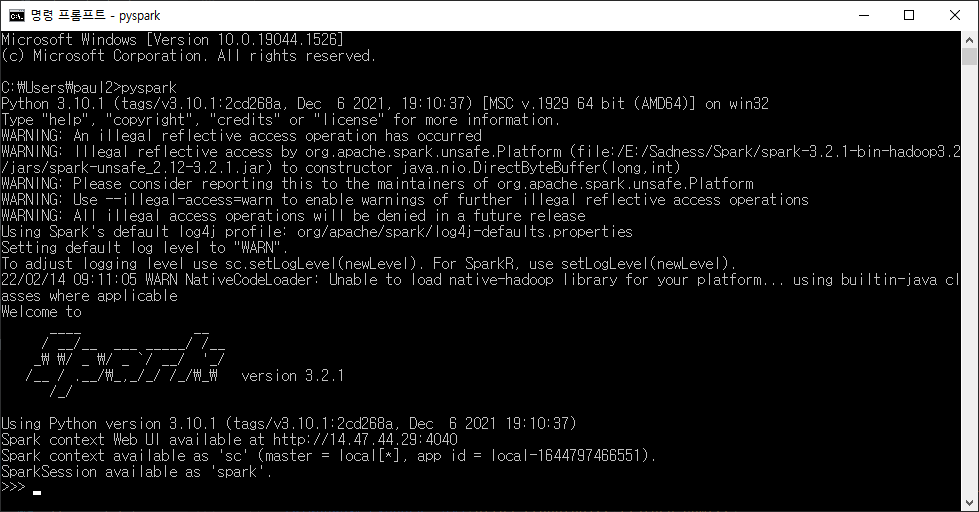 명령 프롬프트 - pyspark
Microsoft Windows [Version 10.0.19044.1526]
(c) Microsoft Corporation. All rights reserved.
C:₩Users₩paul2>pyspark
Python 3.10.1 (tags/v3.10.1:2cd268a, Dec  6 2021, 19:10:37) [MSC v.1929 64 bit (AMD64)] on win32
Type "help", "copyright", "credits" or "license" for more information.
WARNING: An illegal reflective access operation has occurred
WARNING: Illegal reflective access by org.apache.spark.unsafe.Platform (file:/E:/Sadness/Spark/spark-3.2.1-bin-hadoop3.2
/jars/spark-unsafe_2.12-3.2.1.jar) to constructor java.nio.DirectByteBuffer(long,int)
WARNING: Please consider reporting this to the maintainers of org.apache.spark.unsafe.Platform
WARNING: Use --illegal-access=warn to enable warnings of further illegal reflective access operations
WARNING: All illegal access operations will be denied in a future release
Using Spark's default log4j profile: org/apache/spark/log4j-defaults.properties
Setting default log level to "WARN".
To adjust logging level use sc.setLogLevel(newLevel). For SparkR, use setLogLevel(newLevel).
22/02/14 09:11:05 WARN NativeCodeLoader: Unable to load native-hadoop library for your platform... using builtin-java cl
asses where applicable
Welcome to
      ____              __
     / __/__  ___ _____/ /__
    _₩ ₩/ _ ₩/ _ `/ __/  '_/
   /__ / .__/₩_,_/_/ /_/₩_₩   version 3.2.1
      /_/
Using Python version 3.10.1 (tags/v3.10.1:2cd268a, Dec  6 2021 19:10:37)
Spark context Web UI available at http://14.47.44.29:4040
Spark context available as 'sc' (master = local[*], app id = local-1644797466551).
SparkSession available as 'spark'.
>>>